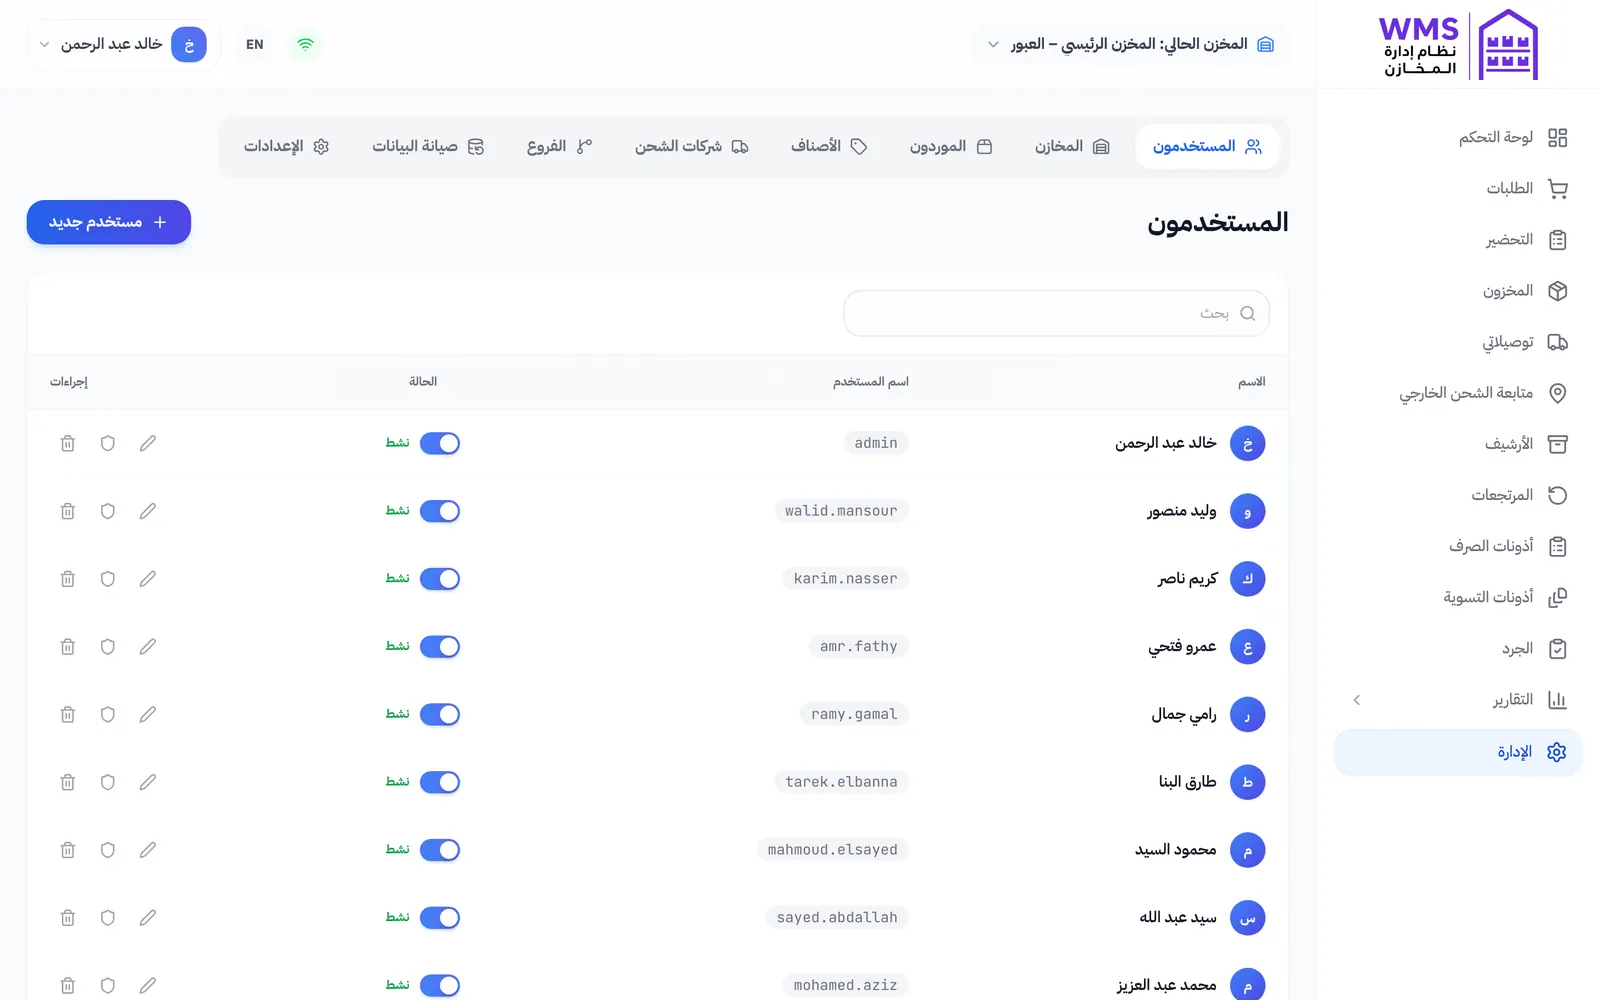 WMS
نظام إدارة
المخازن
لوحة التحكم
الطلبات
التحضير
المخزون
توصيلاتي
متابعة الشحن الخارجي
الأرشيف
المرتجعات
أذونات الصرف
أذونات التسوية
الجرد
التقارير
الإدارة
المخزن الحالي: المخزن الرئيسي – العبور
EN
خ
خالد عبد الرحمن
المستخدمون
المخازن
الموردون
الأصناف
شركات الشحن
الفروع
صيانة البيانات
الإعدادات
المستخدمون
+ مستخدم جديد
بحث
الاسم اسم المستخدم الحالة إجراءات
خ خالد عبد الرحمن admin نشط
و وليد منصور walid.mansour نشط
ك كريم ناصر karim.nasser نشط
ع عمرو فتحي amr.fathy نشط
ر رامي جمال ramy.gamal نشط
ط طارق البنا tarek.elbanna نشط
م محمود السيد mahmoud.elsayed نشط
س سيد عبد الله sayed.abdallah نشط
م محمد عبد العزيز mohamed.aziz نشط